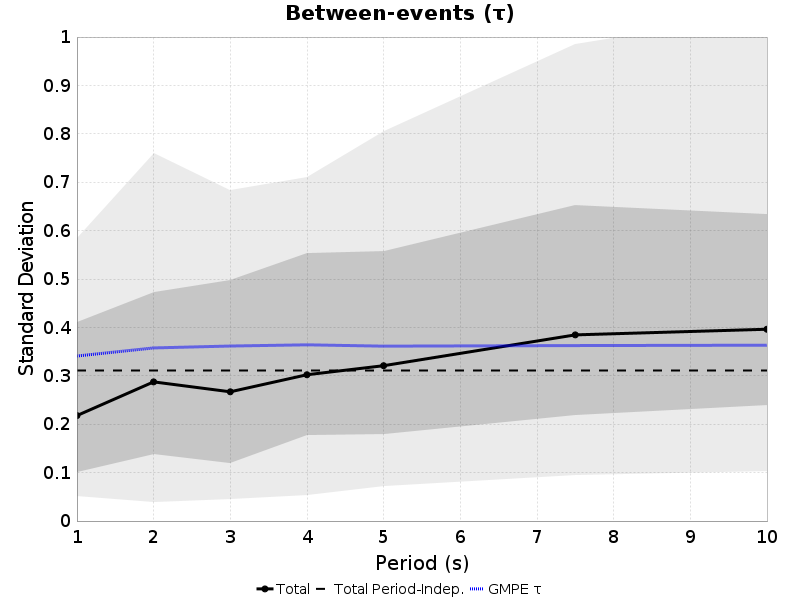 Between-events (τ)
Standard Deviation
1
0.9
0.8
0.7
0.6
0.5
0.4
0.3
0.2
0.1
0
1 2 3 4 5 6 7 8 9 10
Period (s)
Total Total Period-Indep. GMPE τ